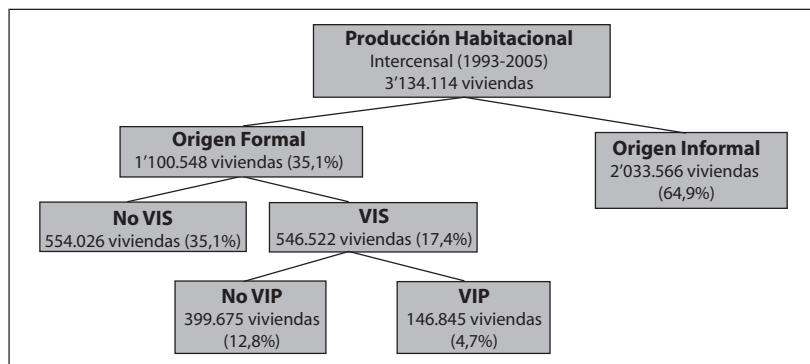 Producción Habitacional
Intercensal (1993-2005)
3’134.114 viviendas
Origen Formal
1’100.548 viviendas (35,1%)
Origen Informal
2’033.566 viviendas
(64,9%)
No VIS
554.026 viviendas (35,1%)
VIS
546.522 viviendas (17,4%)
No VIP
399.675 viviendas
(12,8%)
VIP
146.845 viviendas
(4,7%)